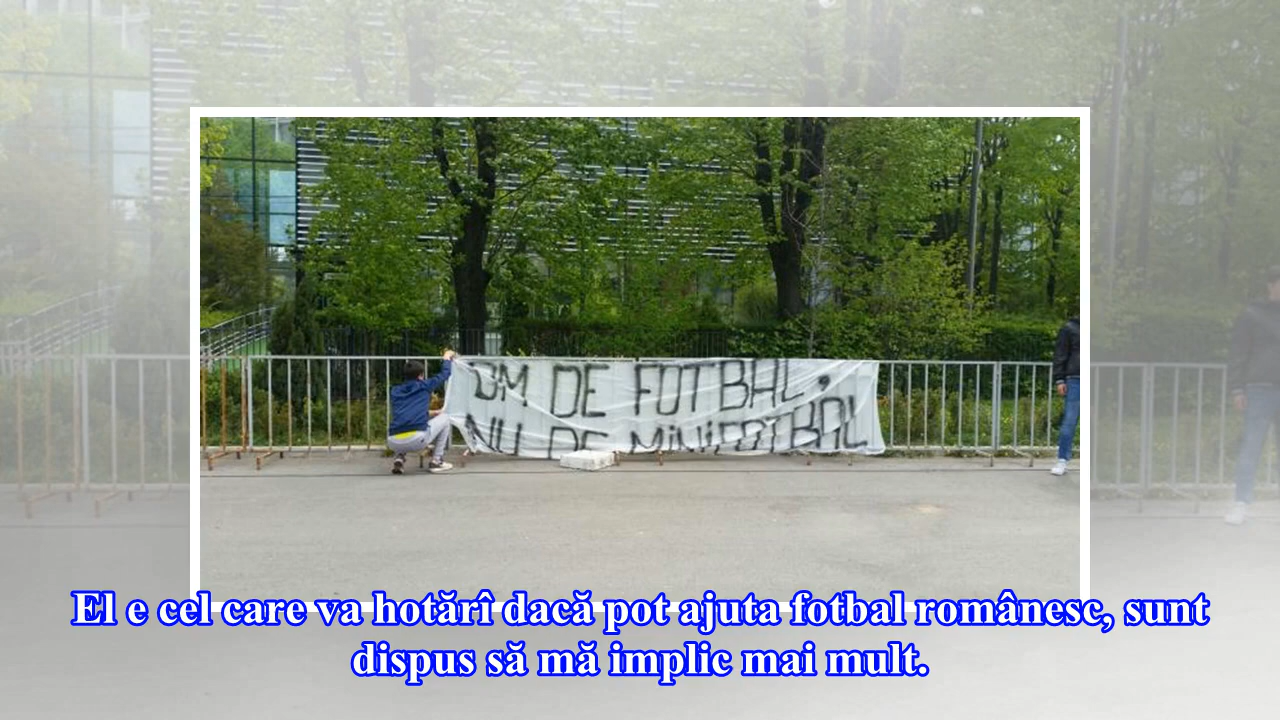 OM DE FOTBAL,
NU DE MINIFOTBAL
El e cel care va hotărî dacă pot ajuta fotbal românesc, sunt
dispus să mă implic mai mult.